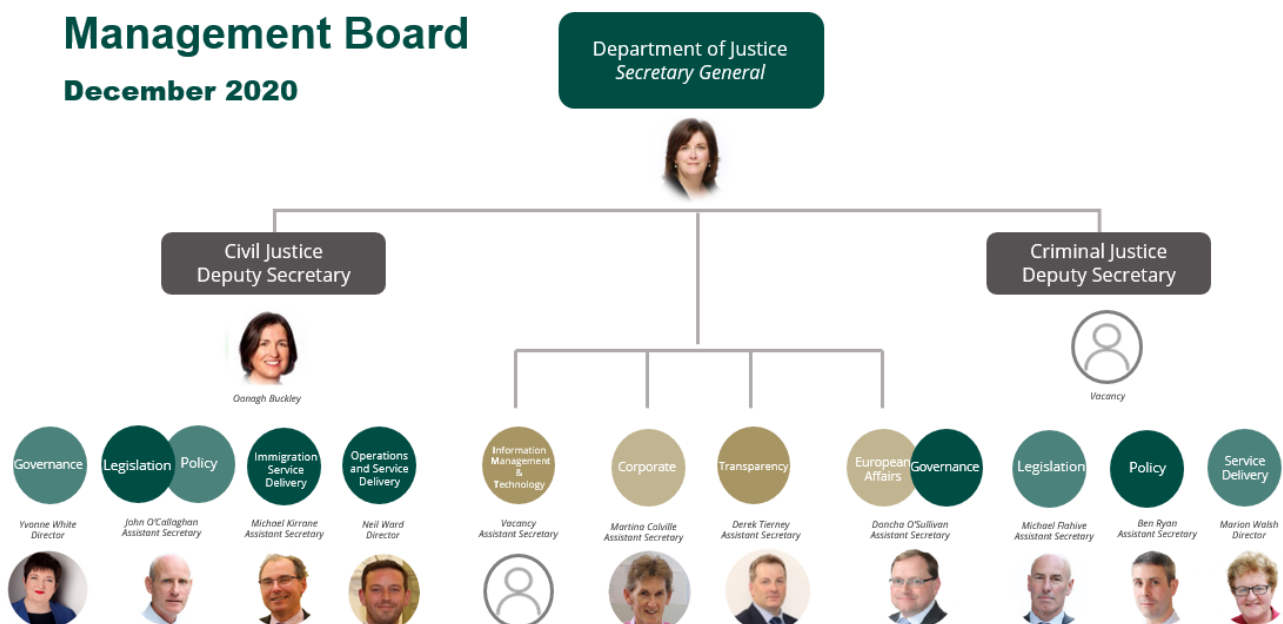 Management Board
December 2020
Department of Justice
Secretary General
Civil Justice
Deputy Secretary
Criminal Justice
Deputy Secretary
Oonagh Buckley
Vacancy
Governance
Legislation
Policy
Immigration
Service
Delivery
Operations
and Service
Delivery
Information
Management
&
Technology
Corporate
Transparency
European
Affairs
Governance
Legislation
Policy
Service
Delivery
Yvonne White
Director
John O'Callaghan
Assistant Secretary
Michael Kirrane
Assistant Secretary
Neil Ward
Director
Vacancy
Assistant Secretary
Martina Colville
Assistant Secretary
Derek Tierney
Assistant Secretary
Doncha O'Sullivan
Assistant Secretary
Michael Flahive
Assistant Secretary
Ben Ryan
Assistant Secretary
Marion Walsh
Director